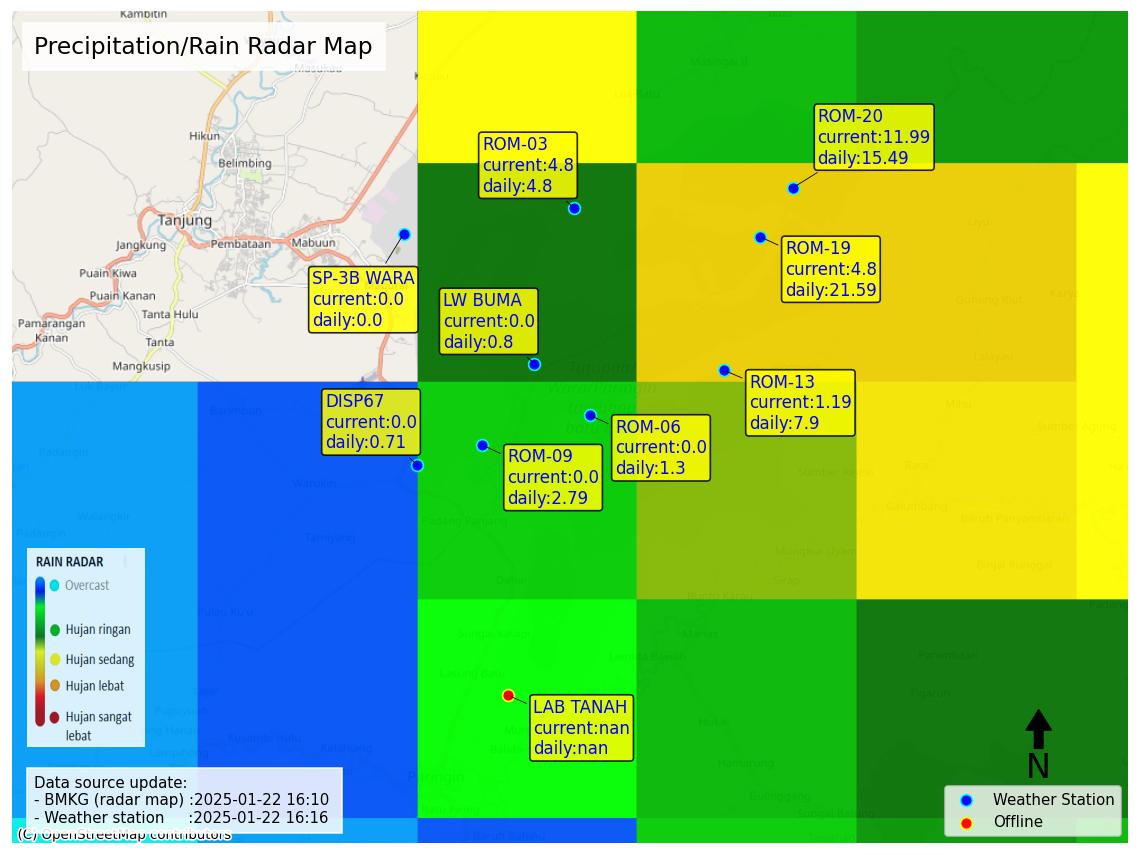 Kambitin
Precipitation/Rain Radar Map
Masukau
Hikun
Belimbing
Tanjung
Jangkung
Pembataan
Mabuun
Puain Kiwa
Puain Kanan
Tanta Hulu
Pamarangan
Kanan
Tanta
Mangkusip
ROM-03
current:4.8
daily:4.8
ROM-20
current:11.99
daily:15.49
ROM-19
current:4.8
daily:21.59
SP-3B WARA
current:0.0
daily:0.0
LW BUMA
current:0.0
daily:0.8
ROM-13
current:1.19
daily:7.9
DISP67
current:0.0
daily:0.71
ROM-06
current:0.0
daily:1.3
ROM-09
current:0.0
daily:2.79
Warukin
Tamiyang
Padang Panjang
Dahai
LAB TANAH
current:nan
daily:nan
Paringin
RAIN RADAR
Overcast
Hujan ringan
Hujan sedang
Hujan lebat
Hujan sangat
lebat
Data source update:
- BMKG (radar map) :2025-01-22 16:10
- Weather station :2025-01-22 16:16
(C) OpenStreetMap contributors
N
Weather Station
Offline